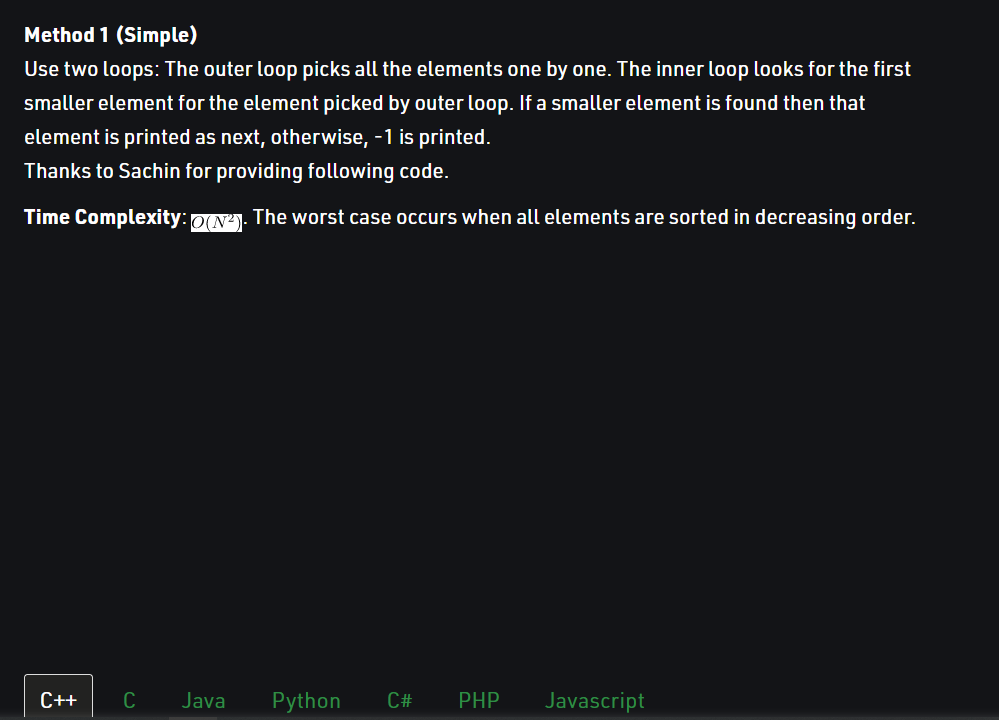 Method 1 (Simple)
Use two loops: The outer loop picks all the elements one by one. The inner loop looks for the first
smaller element for the element picked by outer loop. If a smaller element is found then that
element is printed as next, otherwise, -1 is printed.
Thanks to Sachin for providing following code.
Time Complexity: O(N²). The worst case occurs when all elements are sorted in decreasing order.
C++ C Java Python C# PHP Javascript